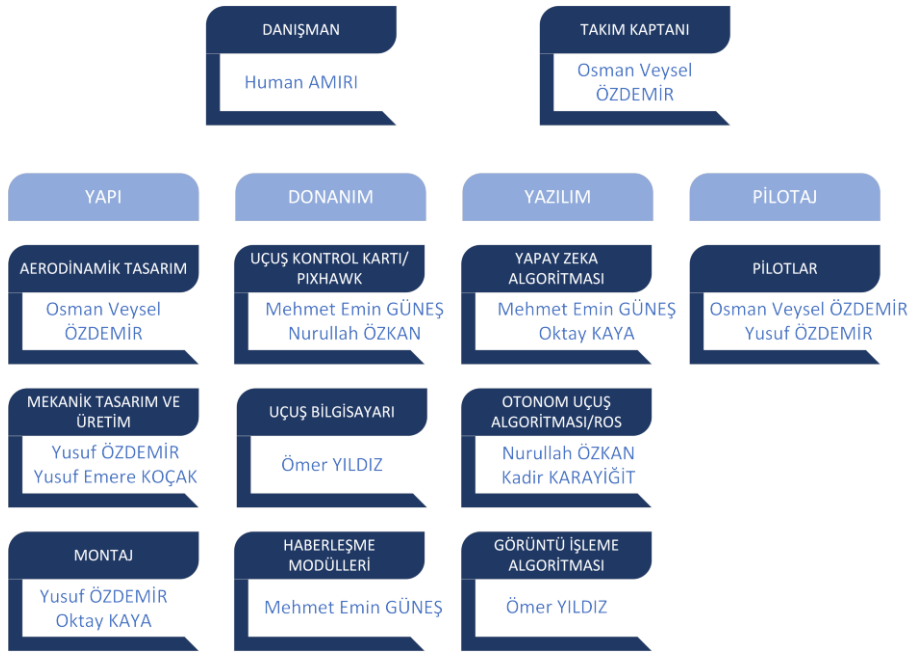 DANIŞMAN
Human AMIRI
TAKIM KAPTANI
Osman Veysel
ÖZDEMİR
YAPI
DONANIM
YAZILIM
PİLOTAJ
AERODİNAMİK TASARIM
Osman Veysel
ÖZDEMİR
UÇUŞ KONTROL KARTI/
PIXHAWK
Mehmet Emin GÜNEŞ
Nurullah ÖZKAN
YAPAY ZEKA
ALGORİTMASI
Mehmet Emin GÜNEŞ
Oktay KAYA
PİLOTLAR
Osman Veysel ÖZDEMİR
Yusuf ÖZDEMİR
MEKANİK TASARIM VE
ÜRETİM
Yusuf ÖZDEMİR
Yusuf Emere KOÇAK
UÇUŞ BİLGİSAYARI
Ömer YILDIZ
OTONOM UÇUŞ
ALGORİTMASI/ROS
Nurullah ÖZKAN
Kadir KARAYİĞİT
MONTAJ
Yusuf ÖZDEMİR
Oktay KAYA
HABERLEŞME
MODÜLLERİ
Mehmet Emin GÜNEŞ
GÖRÜNTÜ İŞLEME
ALGORİTMASI
Ömer YILDIZ